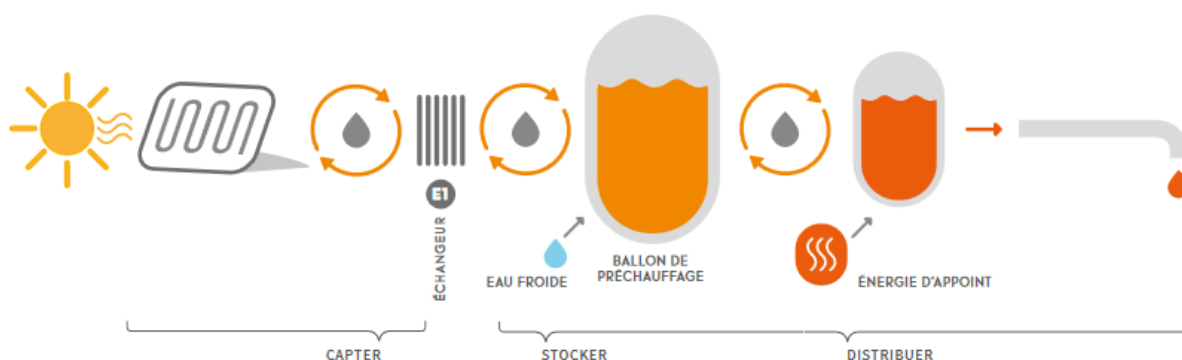 E1
ÉCHANGEUR
EAU FROIDE
BALLON DE
PRÉCHAUFFAGE
ÉNERGIE D'APPOINT
CAPTER
STOCKER
DISTRIBUER